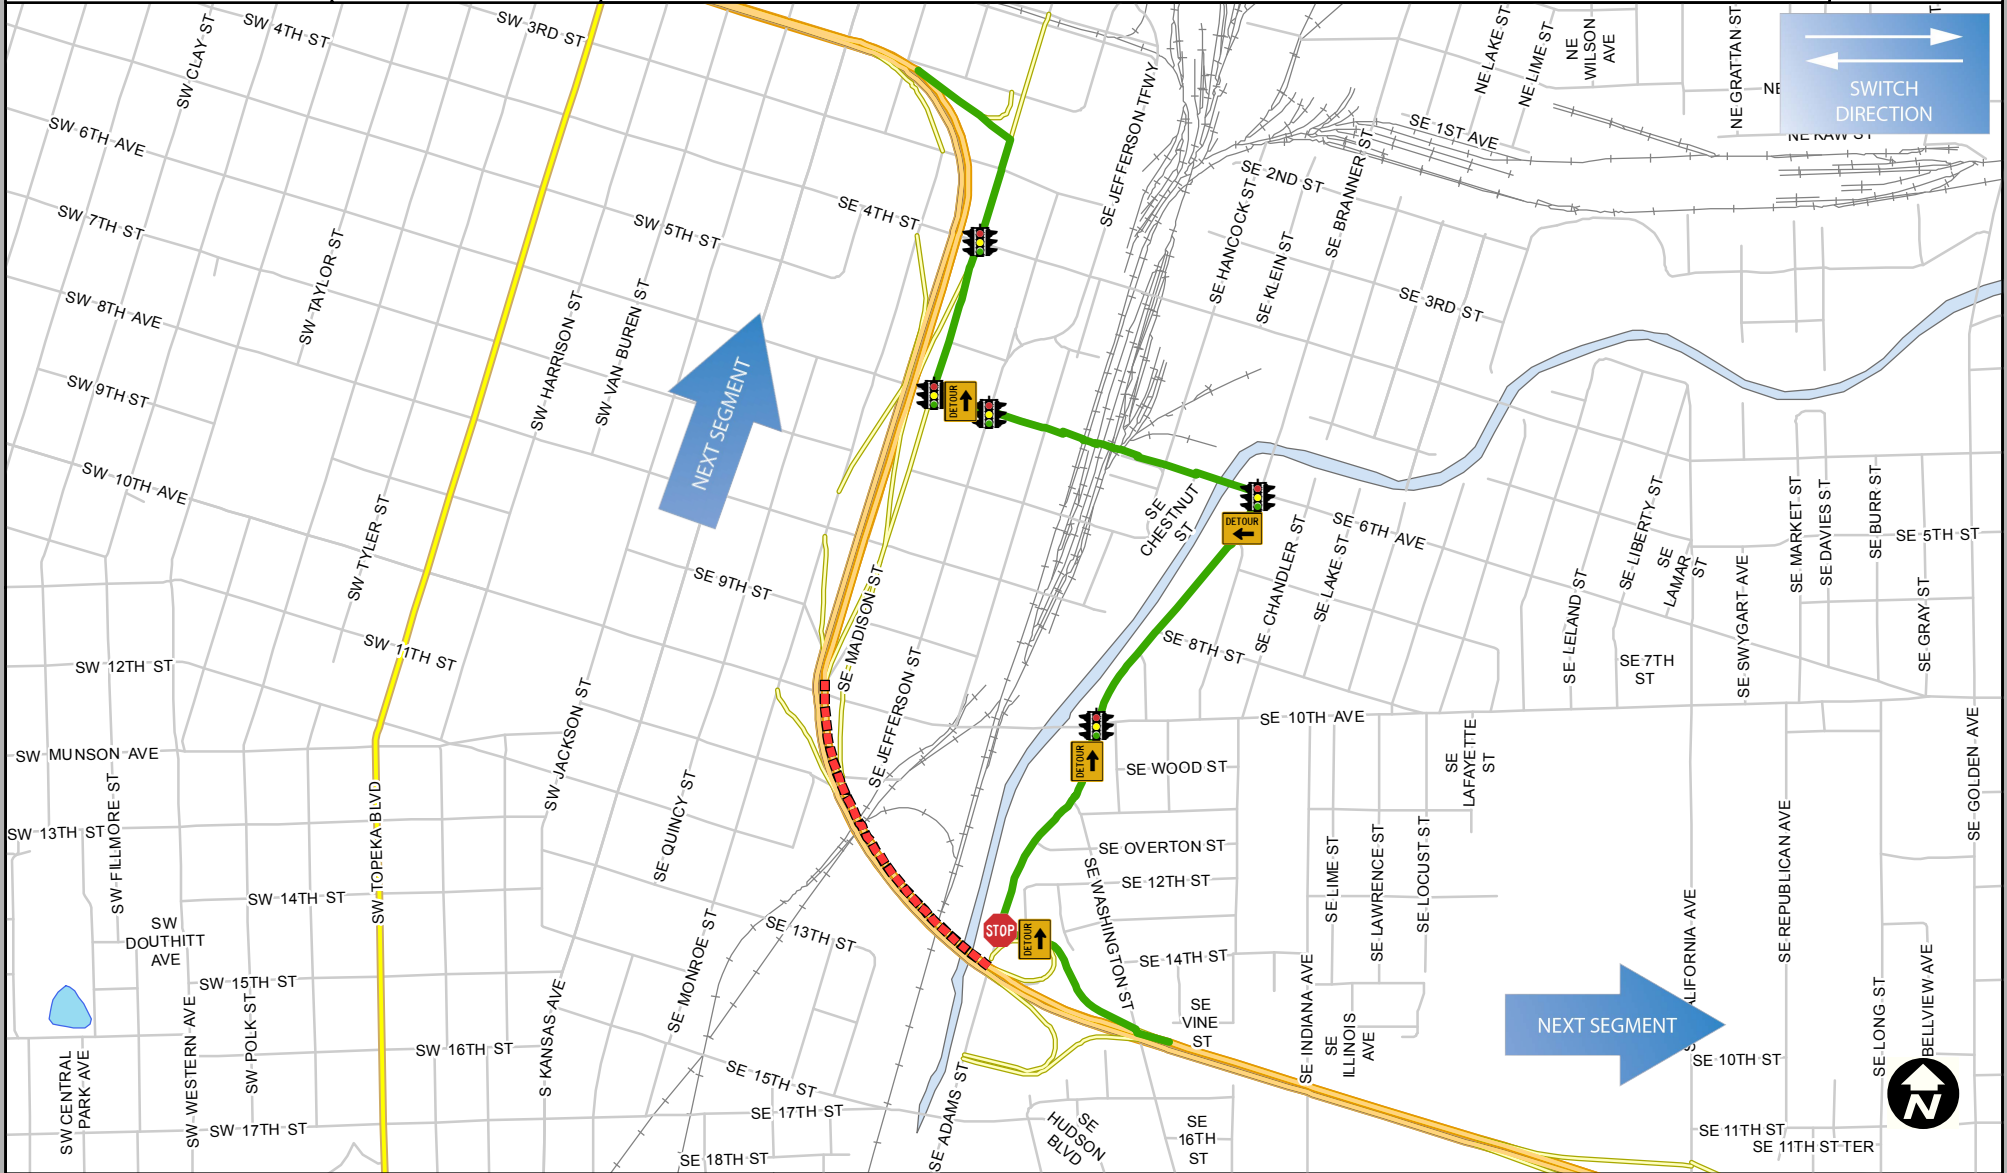 SW 4TH ST
SW 3RD ST
SW CLAY ST
SW 6TH AVE
SW 7TH ST
SW 8TH AVE
SW 9TH ST
SW 10TH AVE
SW TAYLOR ST
SW 5TH ST
SE 4TH ST
SW HARRISON ST
SW VAN BUREN ST
SE JEFFERSON TFWY
SE HANCOCK ST
SE KLEIN ST
SE BRANNER ST
SE 1ST AVE
SE 2ND ST
SE 3RD ST
NE LAKE ST
NE LIME ST
NE
WILSON
AVE
NE GRATTAN ST
NE
NE KAW ST
SWITCH
DIRECTION
NEXT SEGMENT
DETOUR
DETOUR
SE
CHESTNUT
ST
SE CHANDLER ST
SE LAKE ST
SE 6TH AVE
SE 8TH ST
SE LELAND ST
SE LIBERTY ST
SE
LAMAR
ST
SE 7TH
ST
SE SWYGART AVE
SE MARKET ST
SE DAVIES ST
SE BURR ST
SE 5TH ST
SE GRAY ST
SE GOLDEN AVE
SW TYLER ST
SW 11TH ST
SW 12TH ST
SE 9TH ST
SE MADISON ST
SE JEFFERSON ST
SE 10TH AVE
SE WOOD ST
DETOUR
SE
LAFAYETTE
ST
SW MUNSON AVE
SW FILLMORE ST
SW 13TH ST
SW TOPEKA BLVD
SW JACKSON ST
SE QUINCY ST
SE OVERTON ST
SE 12TH ST
SE WASHINGTON ST
SE LIME ST
SE LAWRENCE ST
SE LOCUST ST
SE REPUBLICAN AVE
SW 14TH ST
SW
DOUTHITT
AVE
SW 15TH ST
SW WESTERN AVE
SW POLK ST
SW 16TH ST
SW 17TH ST
SW CENTRAL
PARK AVE
S KANSAS AVE
SE MONROE ST
SE 13TH ST
SE 15TH ST
SE 17TH ST
SE 18TH ST
SE ADAMS ST
STOP
DETOUR
SE 14TH ST
SE
VINE
ST
SE INDIANA AVE
SE
ILLINOIS
AVE
SE
HUDSON
BLVD
SE
16TH
ST
NEXT SEGMENT
ALIFORNIA AVE
SE 10TH ST
SE LONG ST
BELLVIEW AVE
SE 11TH ST
SE 11TH ST TER
N